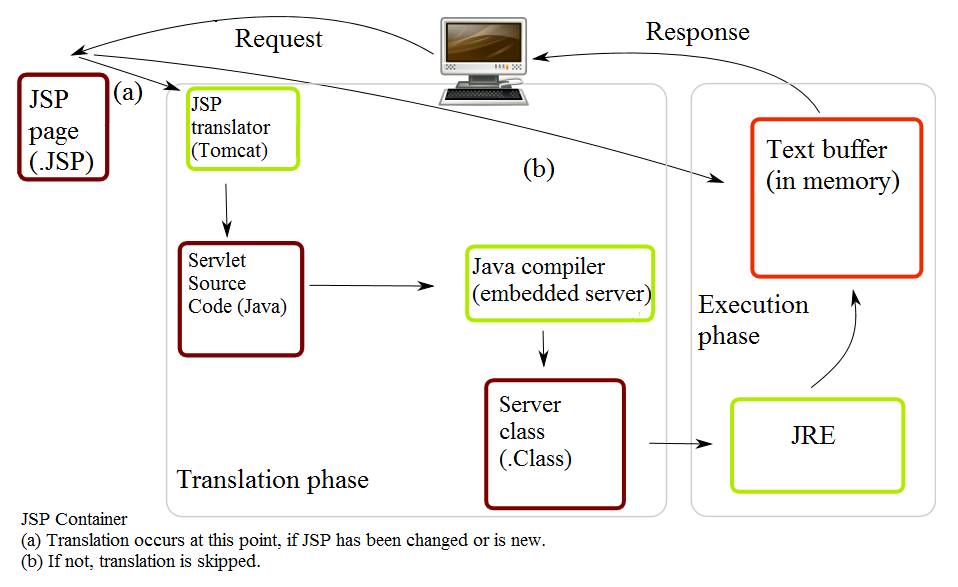 Request
Response
JSP
page
(.JSP)
(a)
JSP
translator
(Tomcat)
(b)
Text buffer
(in memory)
Servlet
Source
Code (Java)
Java compiler
(embedded server)
Execution
phase
Server
class
(.Class)
JRE
Translation phase
JSP Container
(a) Translation occurs at this point, if JSP has been changed or is new.
(b) If not, translation is skipped.